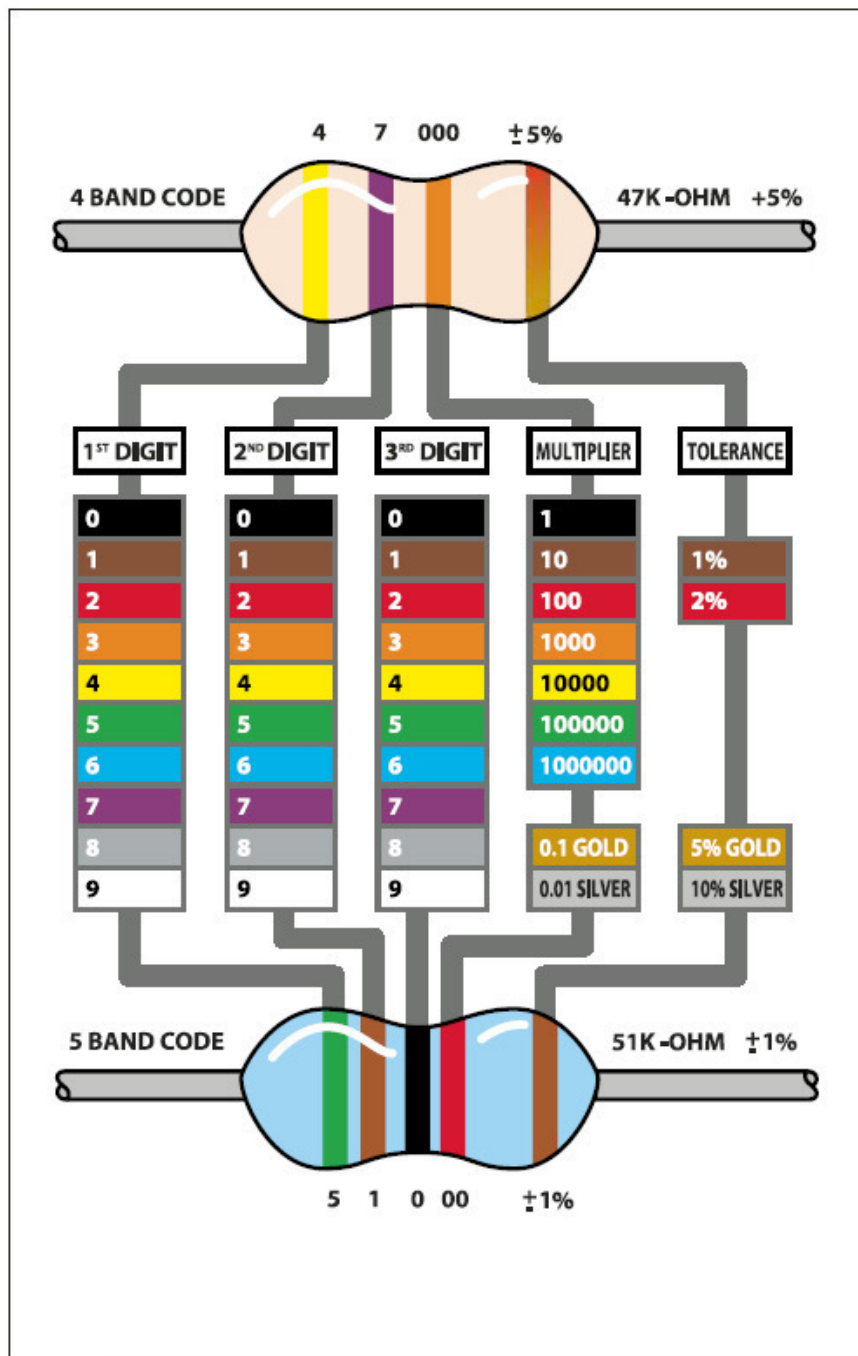 4 7 000 ±5%
4 BAND CODE 47K-OHM +5%
1ST DIGIT 2ND DIGIT 3RD DIGIT MULTIPLIER TOLERANCE
0 0 0 1
1 1 1 10 1%
2 2 2 100 2%
3 3 3 1000
4 4 4 10000
5 5 5 100000
6 6 6 1000000
7 7 7
8 8 8 0.1 GOLD 5% GOLD
9 9 9 0.01 SILVER 10% SILVER
5 BAND CODE 51K-OHM ±1%
5 1 0 00 ±1%